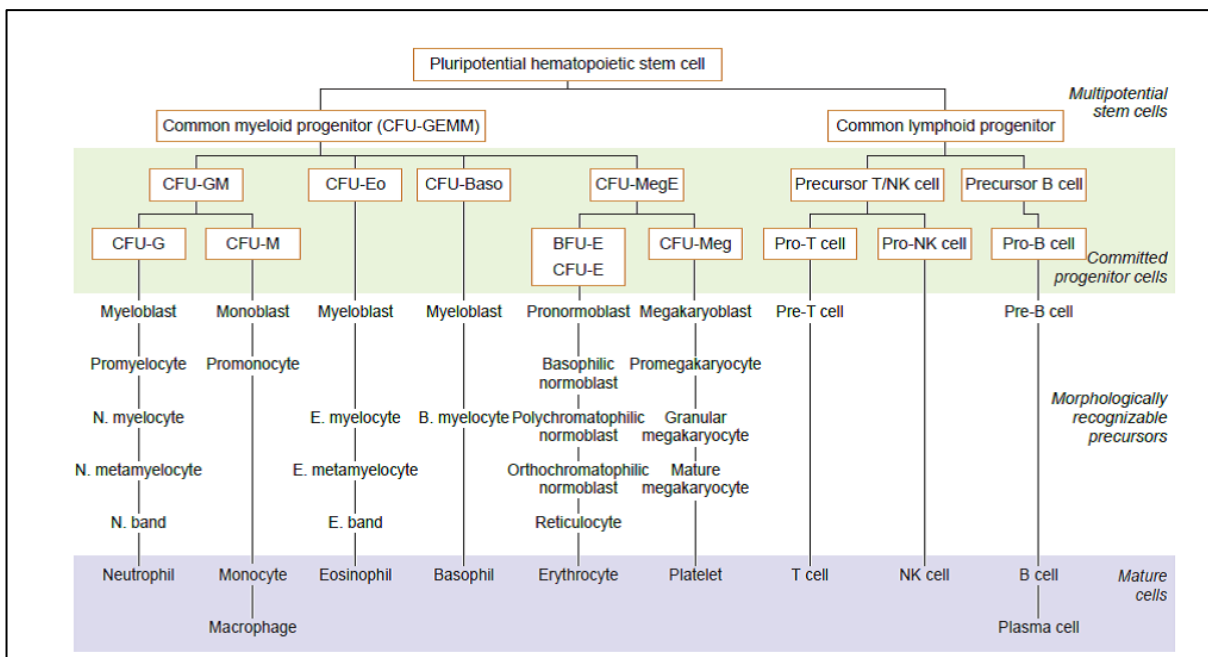 Pluripotential hematopoietic stem cell
Multipotential
stem cells
Common myeloid progenitor (CFU-GEMM)
Common lymphoid progenitor
CFU-GM
CFU-Eo
CFU-Baso
CFU-MegE
Precursor T/NK cell
Precursor B cell
CFU-G
CFU-M
BFU-E
CFU-E
CFU-Meg
Pro-T cell
Pro-NK cell
Pro-B cell
Committed
progenitor cells
Myeloblast
Monoblast
Myeloblast
Myeloblast
Pronormoblast
Megakaryoblast
Pre-T cell
Pre-B cell
Promyelocyte
Promonocyte
Basophilic
normoblast
Promegakaryocyte
N. myelocyte
E. myelocyte
B. myelocyte
Polychromatophilic
normoblast
Granular
megakaryocyte
Morphologically
recognizable
precursors
N. metamyelocyte
E. metamyelocyte
Orthochromatophilic
normoblast
Mature
megakaryocyte
N. band
E. band
Reticulocyte
Neutrophil
Monocyte
Eosinophil
Basophil
Erythrocyte
Platelet
T cell
NK cell
B cell
Mature
cells
Macrophage
Plasma cell